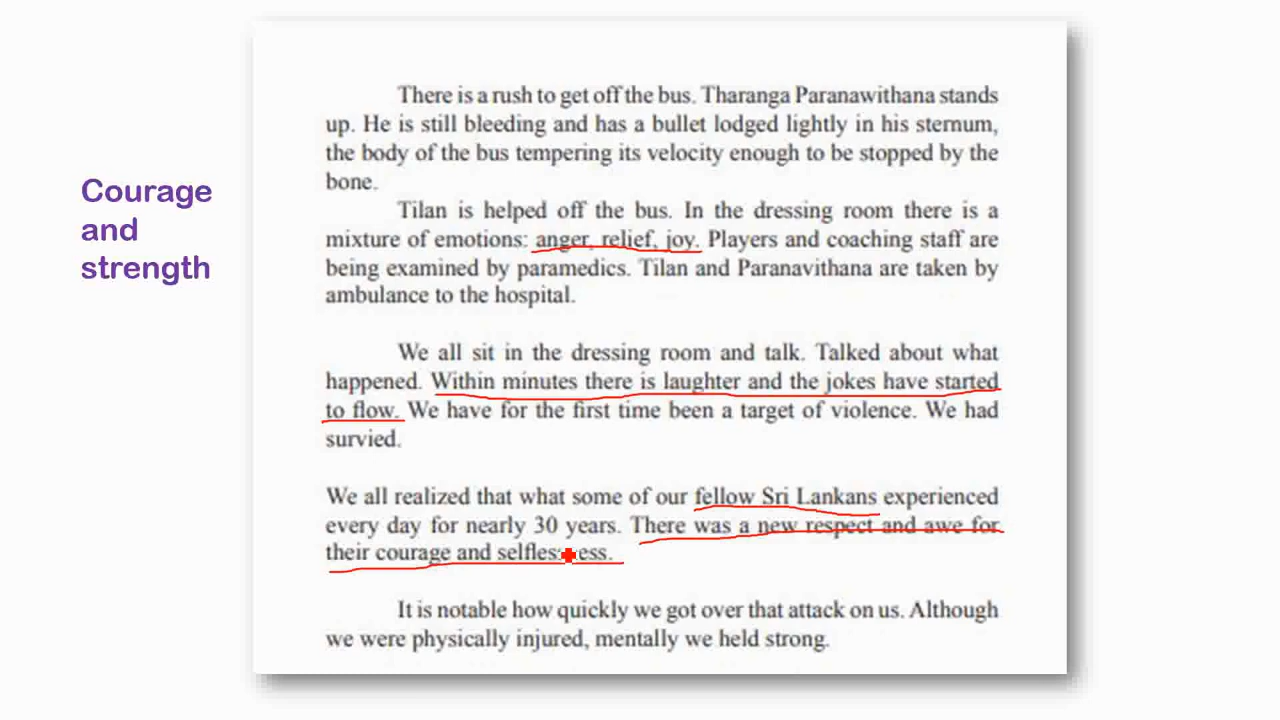 Courage
and
strength
There is a rush to get off the bus. Tharanga Paranawithana stands
up. He is still bleeding and has a bullet lodged lightly in his sternum,
the body of the bus tempering its velocity enough to be stopped by the
bone.
Tilan is helped off the bus. In the dressing room there is a
mixture of emotions: anger, relief, joy. Players and coaching staff are
being examined by paramedics. Tilan and Paranavithana are taken by
ambulance to the hospital.
We all sit in the dressing room and talk. Talked about what
happened. Within minutes there is laughter and the jokes have started
to flow. We have for the first time been a target of violence. We had
survied.
We all realized that what some of our fellow Sri Lankans experienced
every day for nearly 30 years. There was a new respect and awe for
their courage and selflessness.
It is notable how quickly we got over that attack on us. Although
we were physically injured, mentally we held strong.